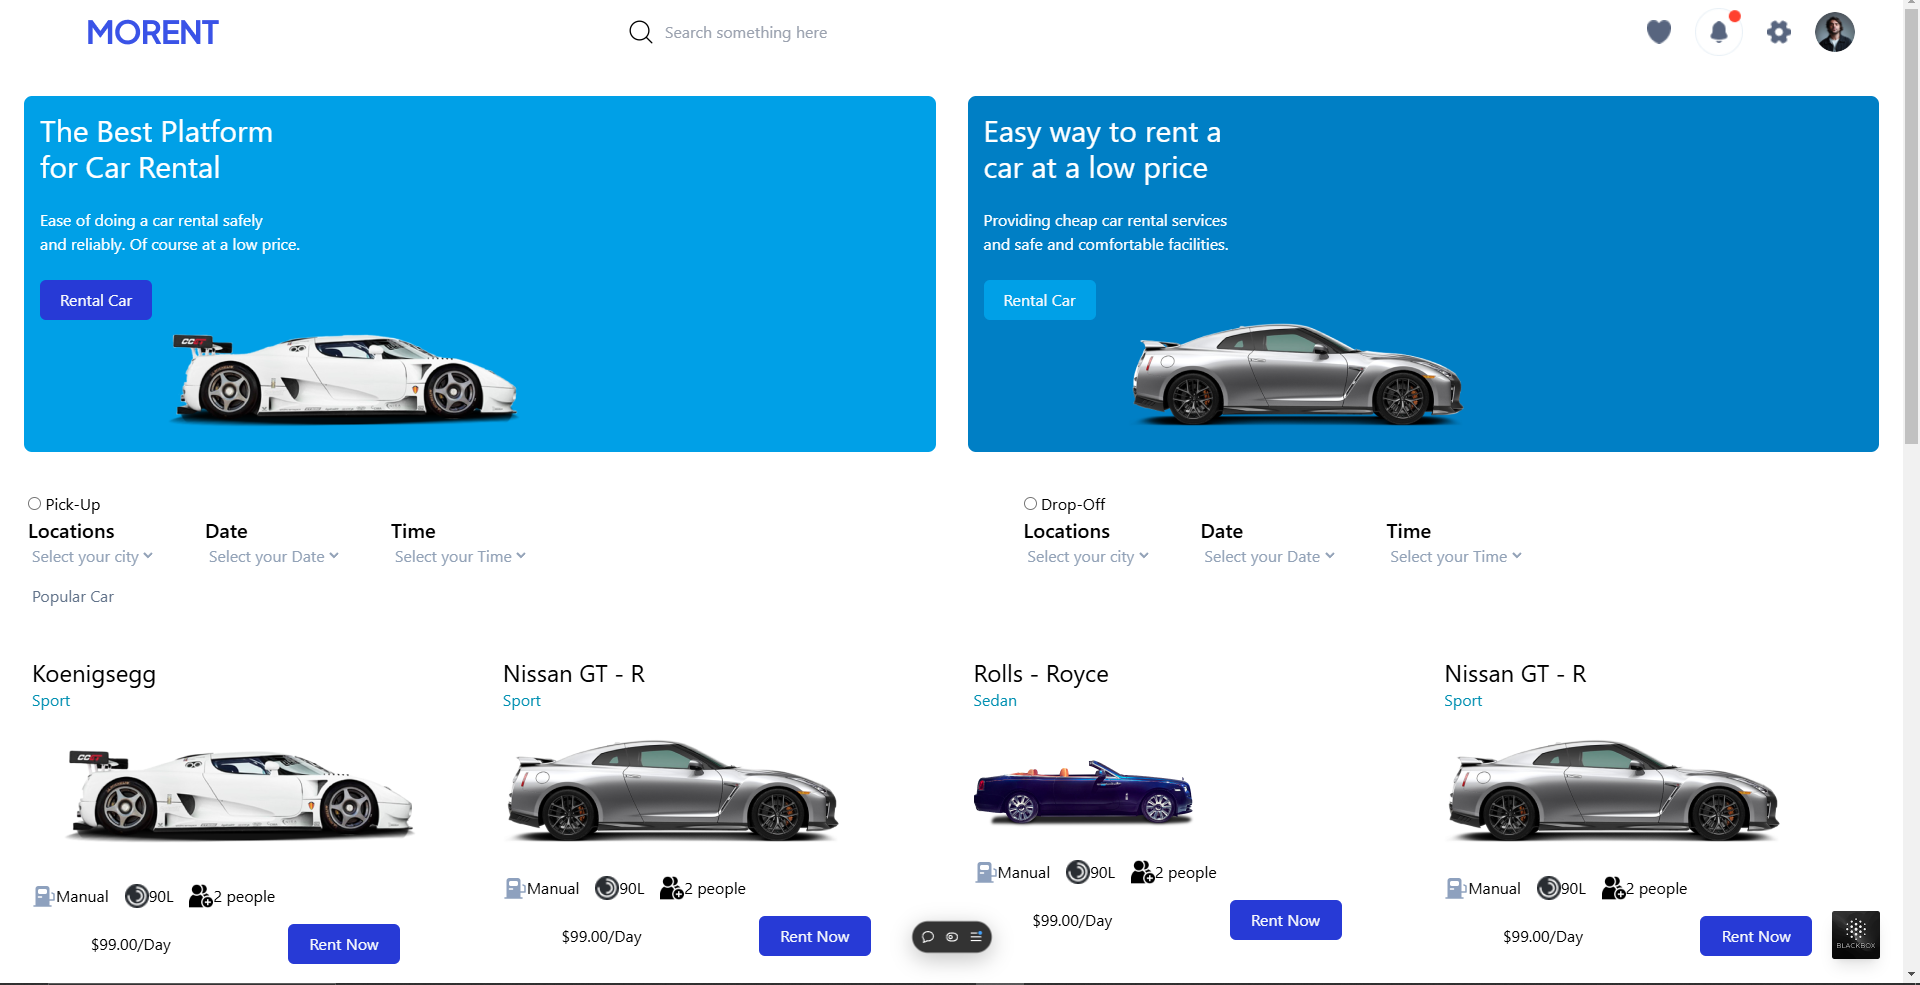 MORENT
Search something here
The Best Platform
for Car Rental
Ease of doing a car rental safely
and reliably. Of course at a low price.
Rental Car
Easy way to rent a
car at a low price
Providing cheap car rental services
and safe and comfortable facilities.
Rental Car
Pick-Up
Locations Date Time
Select your city Select your Date Select your Time
Drop-Off
Locations Date Time
Select your city Select your Date Select your Time
Popular Car
Koenigsegg
Sport
Manual 90L 2 people
$99.00/Day Rent Now
Nissan GT - R
Sport
Manual 90L 2 people
$99.00/Day Rent Now
Rolls - Royce
Sedan
Manual 90L 2 people
$99.00/Day Rent Now
Nissan GT - R
Sport
Manual 90L 2 people
$99.00/Day Rent Now
BLACKBOX